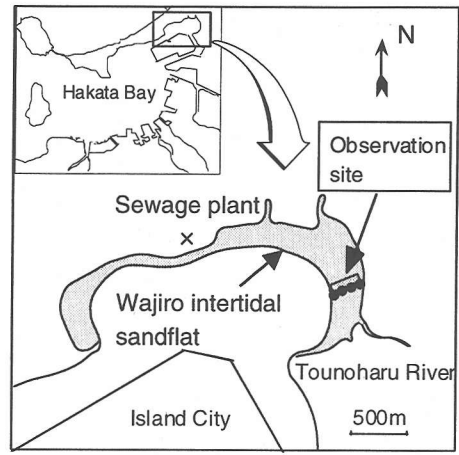 Hakata Bay
N
Observation
site
Sewage plant
×
Wajiro intertidal
sandflat
Tounoharu River
Island City
500m